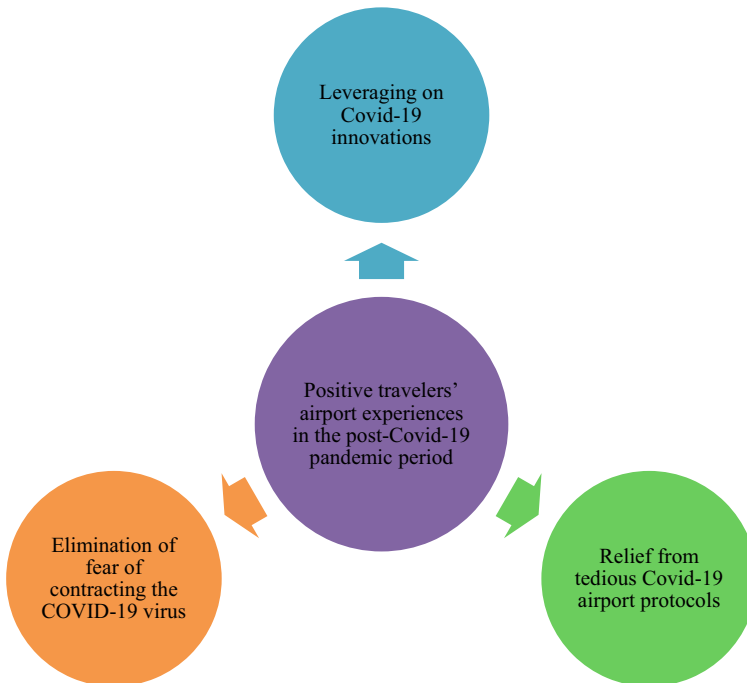 Leveraging on
Covid-19
innovations
Positive travelers’
airport experiences
in the post-Covid-19
pandemic period
Elimination of
fear of
contracting the
COVID-19 virus
Relief from
tedious Covid-19
airport protocols